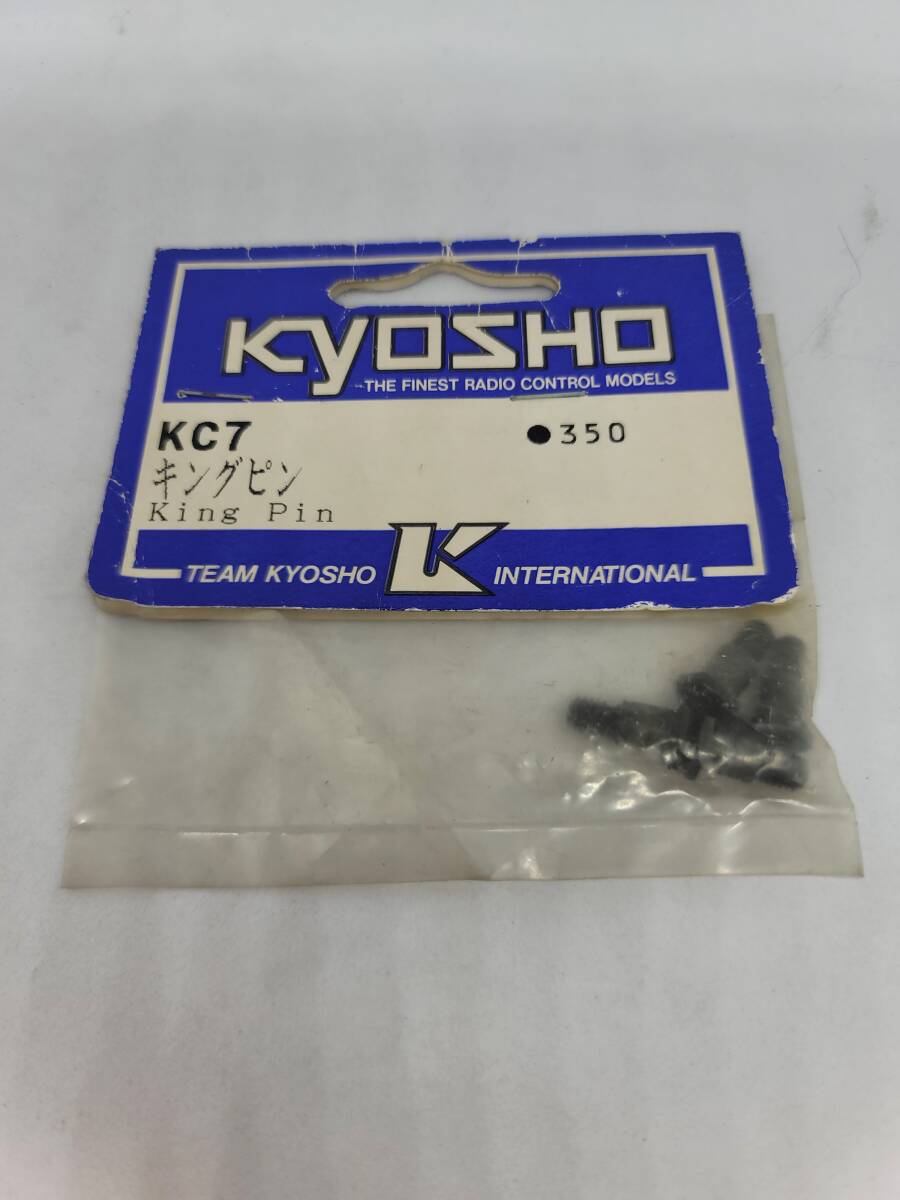 KYOSHO
THE FINEST RADIO CONTROL MODELS
KC7 ●350
キングピン
King Pin
TEAM KYOSHO K INTERNATIONAL